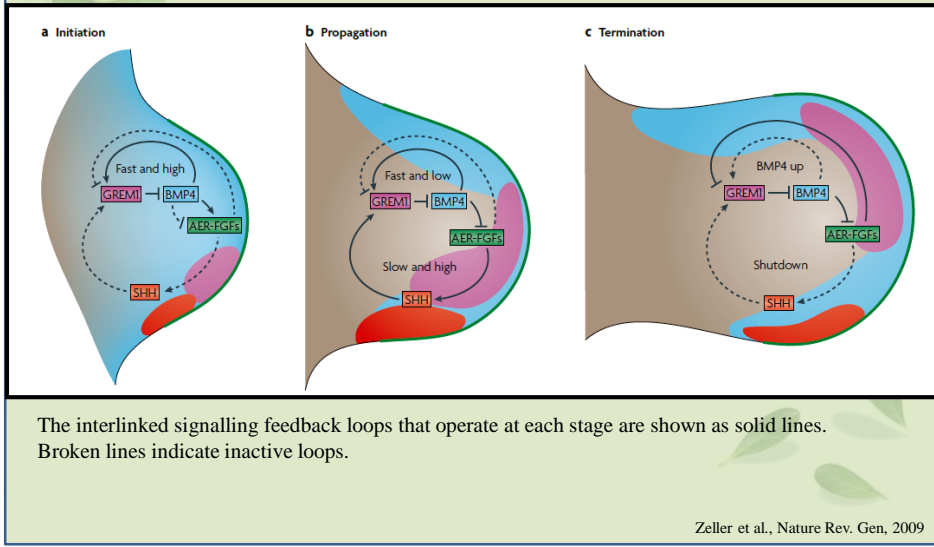 a Initiation
Fast and high
GREM1
BMP4
AER-FGFs
SHH
b Propagation
Fast and low
GREM1
BMP4
AER-FGFs
Slow and high
SHH
c Termination
BMP4 up
GREM1
BMP4
AER-FGFs
Shutdown
SHH
The interlinked signalling feedback loops that operate at each stage are shown as solid lines.
Broken lines indicate inactive loops.
Zeller et al., Nature Rev. Gen, 2009